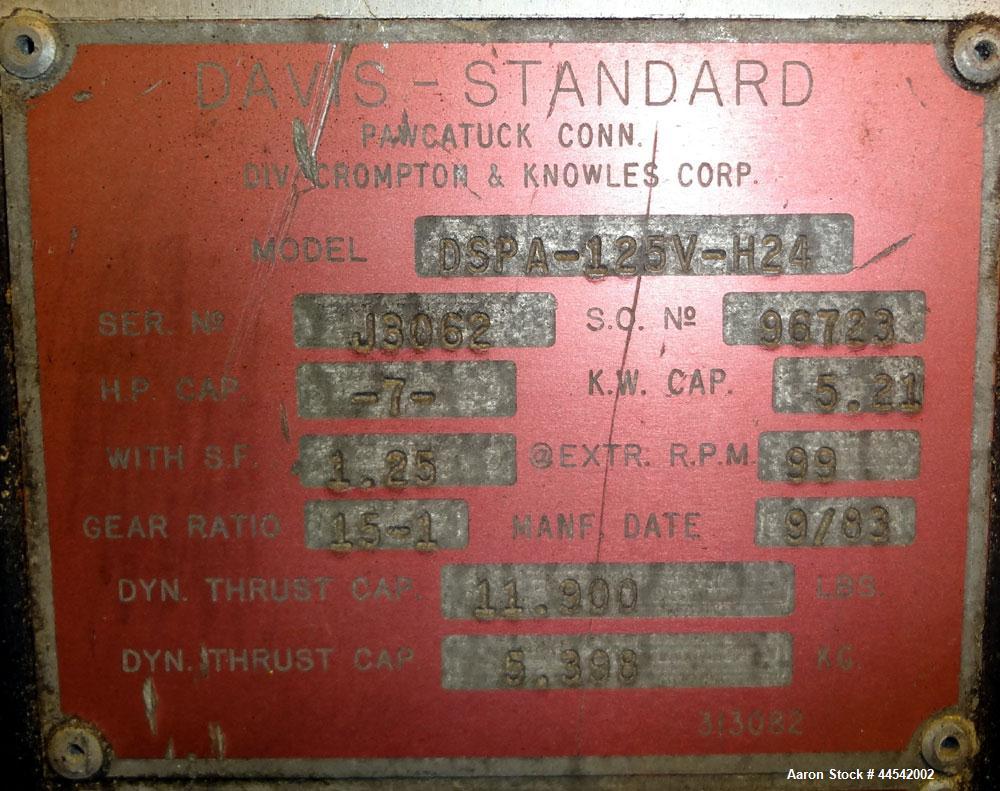 DAVIS - STANDARD
PAWCATUCK CONN.
DIV. CROMPTON & KNOWLES CORP.
MODEL DSPA-125V-H24
SER. Nº J3062 S.O. Nº 96723
H.P. CAP. -7- K.W. CAP. 5.21
WITH S.F. 1.25 @ EXTR. R.P.M. 99
GEAR RATIO 15-1 MANF. DATE 9/83
DYN. THRUST CAP. 11.900 LBS.
DYN. THRUST CAP. 5.398 KG.
313082
Aaron Stock # 44542002